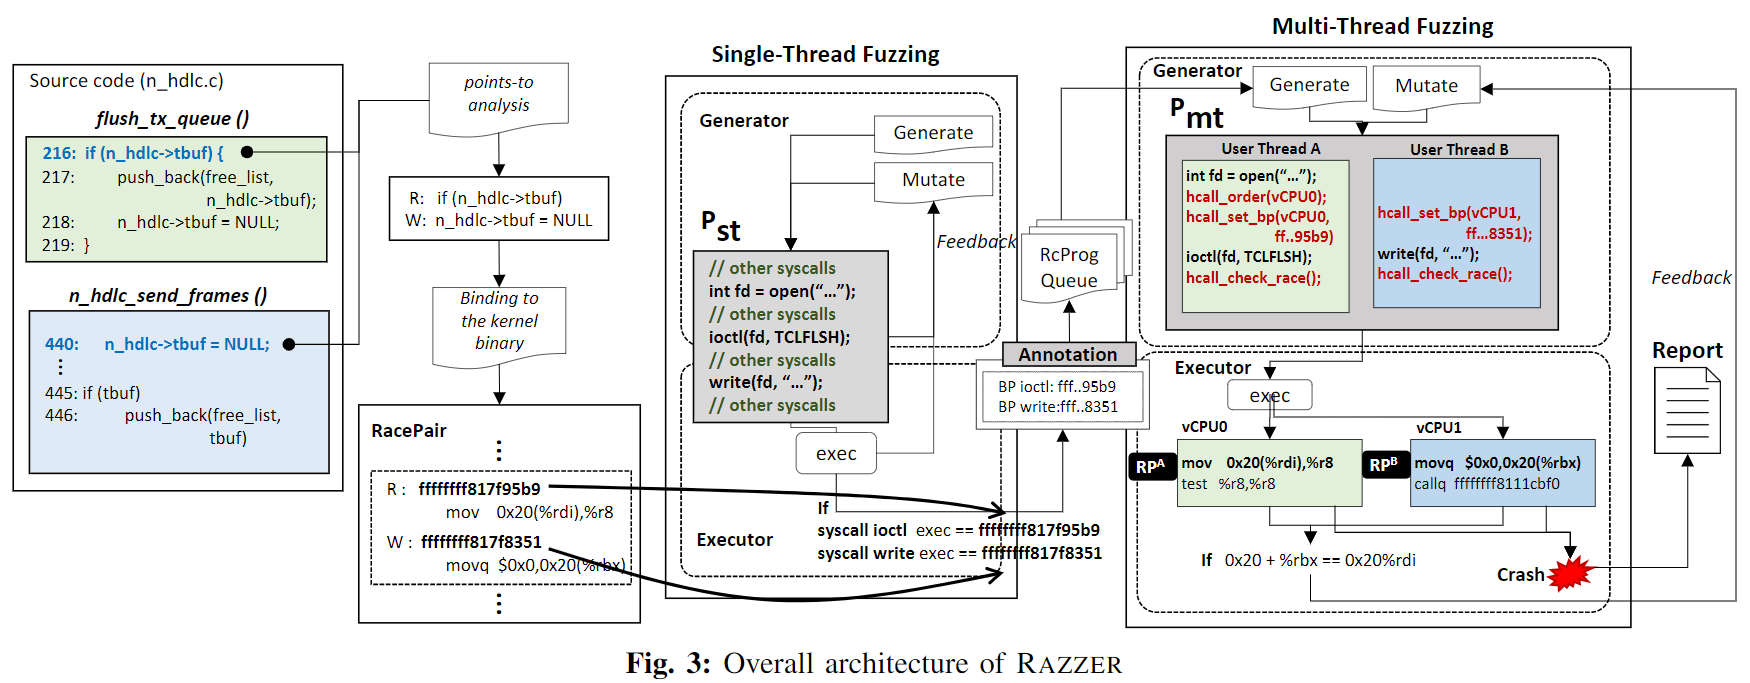 Source code (n_hdlc.c)
flush_tx_queue ()
216: if (n_hdlc->tbuf) {
217: push_back(free_list,
n_hdlc->tbuf);
218: n_hdlc->tbuf = NULL;
219: }
n_hdlc_send_frames ()
440: n_hdlc->tbuf = NULL;
⋮
445: if (tbuf)
446: push_back(free_list,
tbuf)
points-to
analysis
R: if (n_hdlc->tbuf)
W: n_hdlc->tbuf = NULL
Binding to
the kernel
binary
RacePair
⋮
R : ffffffff817f95b9
mov 0x20(%rdi),%r8
W : ffffffff817f8351
movq $0x0,0x20(%rbx)
⋮
Single-Thread Fuzzing
Generator
Generate
Mutate
Pst
Feedback
// other syscalls
int fd = open(“...”);
// other syscalls
ioctl(fd, TCLFLSH);
// other syscalls
write(fd, “...”);
// other syscalls
exec
Executor
If
syscall ioctl exec == ffffffff817f95b9
syscall write exec == ffffffff817f8351
RcProg
Queue
Annotation
BP ioctl: fff..95b9
BP write:fff..8351
Multi-Thread Fuzzing
Generator
Generate
Mutate
Pmt
User Thread A
int fd = open(“...”);
hcall_order(vCPU0);
hcall_set_bp(vCPU0,
ff..95b9)
ioctl(fd, TCLFLSH);
hcall_check_race();
User Thread B
hcall_set_bp(vCPU1,
ff...8351);
write(fd, “...”);
hcall_check_race();
Feedback
Executor
exec
vCPU0
RPA
mov 0x20(%rdi),%r8
test %r8,%r8
vCPU1
RPB
movq $0x0,0x20(%rbx)
callq ffffffff8111cbf0
If 0x20 + %rbx == 0x20%rdi
Crash
Report
Fig. 3: Overall architecture of RAZZER